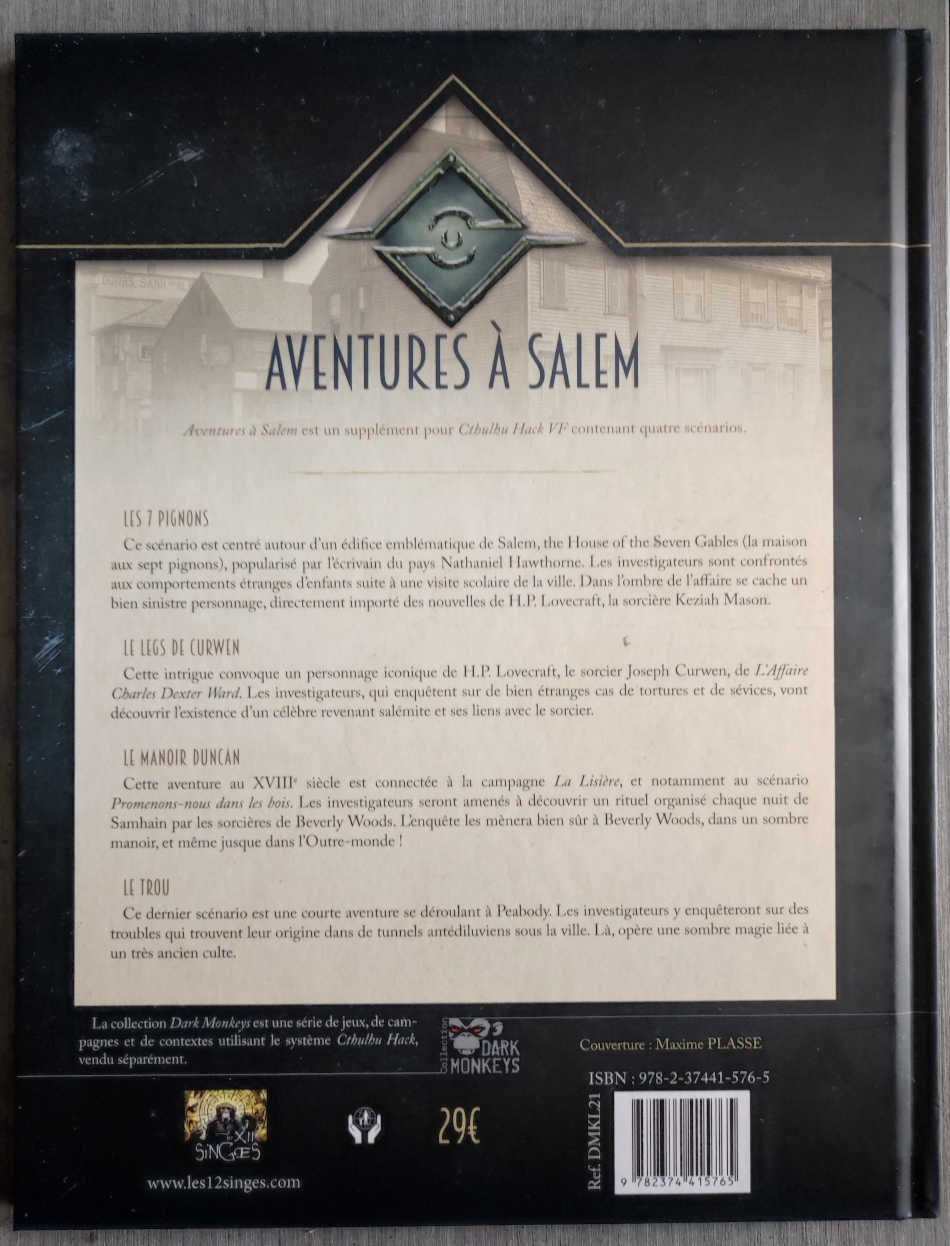 AVENTURES À SALEM
Aventures à Salem est un supplément pour Cthulhu Hack VF contenant quatre scénarios.
LES 7 PIGNONS
Ce scénario est centré autour d'un édifice emblématique de Salem, the House of the Seven Gables (la maison
aux sept pignons), popularisé par l'écrivain du pays Nathaniel Hawthorne. Les investigateurs sont confrontés
aux comportements étranges d'enfants suite à une visite scolaire de la ville. Dans l'ombre de l'affaire se cache un
bien sinistre personnage, directement importé des nouvelles de H.P. Lovecraft, la sorcière Keziah Mason.
LE LEGS DE CURWEN
Cette intrigue convoque un personnage iconique de H.P. Lovecraft, le sorcier Joseph Curwen, de L'Affaire
Charles Dexter Ward. Les investigateurs, qui enquêtent sur de bien étranges cas de tortures et de sévices, vont
découvrir l'existence d'un célèbre revenant salémite et ses liens avec le sorcier.
LE MANOIR DUNCAN
Cette aventure au XVIIIe siècle est connectée à la campagne La Lisière, et notamment au scénario
Promenons-nous dans les bois. Les investigateurs seront amenés à découvrir un rituel organisé chaque nuit de
Samhain par les sorcières de Beverly Woods. L'enquête les mènera bien sûr à Beverly Woods, dans un sombre
manoir, et même jusque dans l'Outre-monde !
LE TROU
Ce dernier scénario est une courte aventure se déroulant à Peabody. Les investigateurs y enquêteront sur des
troubles qui trouvent leur origine dans de tunnels antédiluviens sous la ville. Là, opère une sombre magie liée à
un très ancien culte.
La collection Dark Monkeys est une série de jeux, de cam-
pagnes et de contextes utilisant le système Cthulhu Hack,
vendu séparément.
Collection
DARK
MONKEYS
Couverture : Maxime PLASSE
ISBN : 978-2-37441-576-5
Ref. DMKL21
9 782374 415765
29€
XII
SINGES
www.les12singes.com